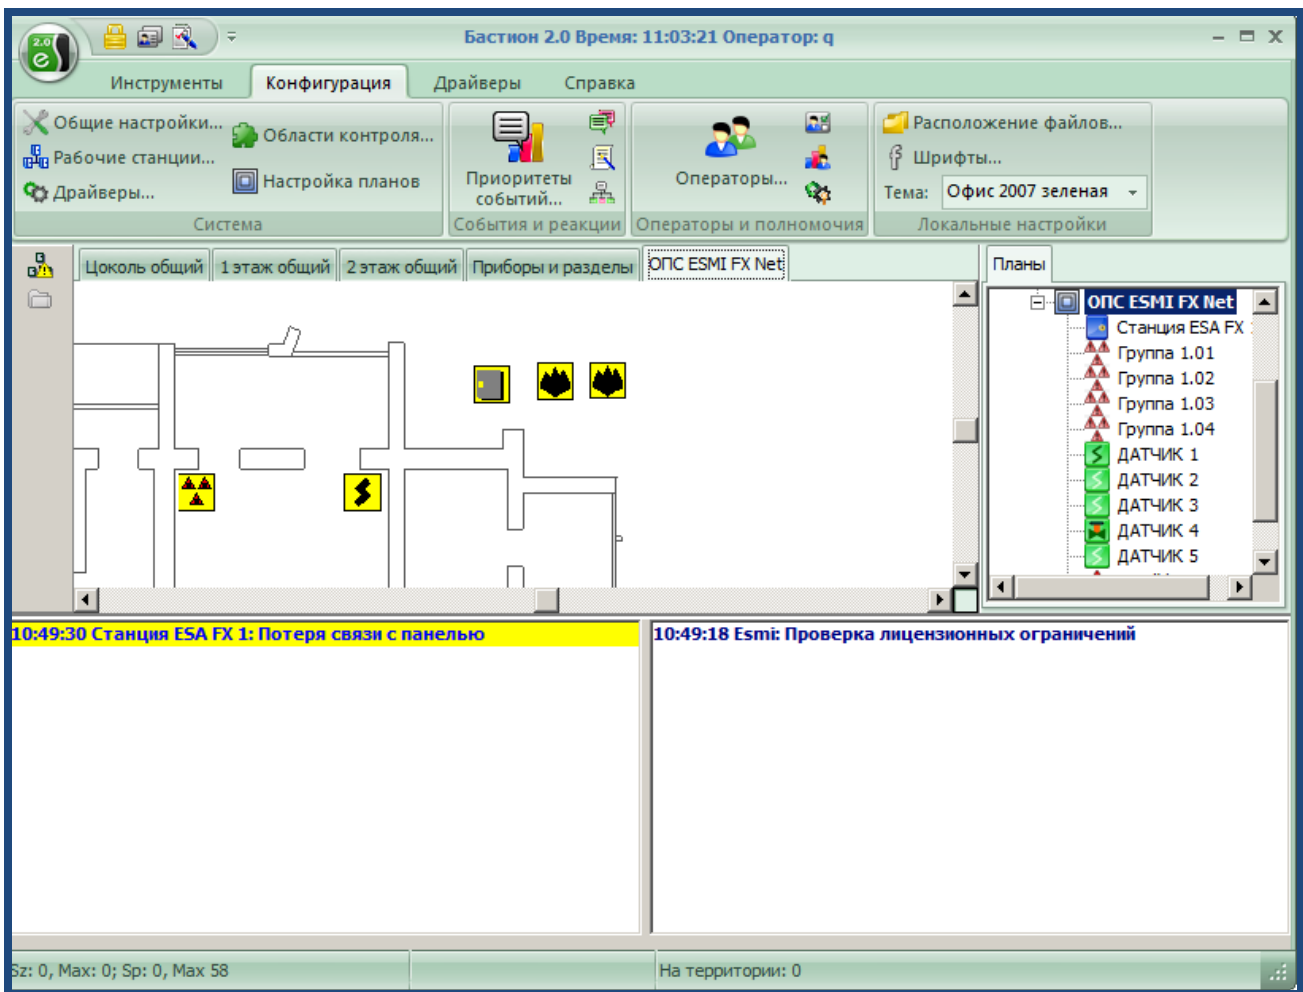 2.0
Бастион 2.0 Время: 11:03:21 Оператор: q
Инструменты Конфигурация Драйверы Справка
Общие настройки...
Рабочие станции...
Драйверы...
Области контроля...
Настройка планов
Система
Приоритеты
событий...
События и реакции
Операторы...
Операторы и полномочия
Расположение файлов...
Шрифты...
Тема: Офис 2007 зеленая
Локальные настройки
Цоколь общий 1 этаж общий 2 этаж общий Приборы и разделы ОПС ESMI FX Net
Планы
ОПС ESMI FX Net
Станция ESA FX
Группа 1.01
Группа 1.02
Группа 1.03
Группа 1.04
ДАТЧИК 1
ДАТЧИК 2
ДАТЧИК 3
ДАТЧИК 4
ДАТЧИК 5
10:49:30 Станция ESA FX 1: Потеря связи с панелью
10:49:18 Esmi: Проверка лицензионных ограничений
Sz: 0, Max: 0; Sp: 0, Max 58
На территории: 0